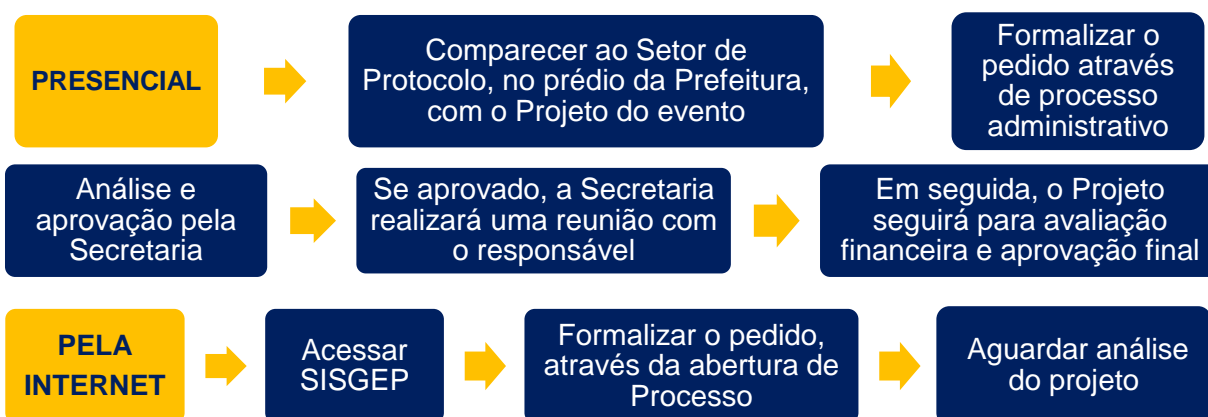 PRESENCIAL
Comparecer ao Setor de
Protocolo, no prédio da Prefeitura,
com o Projeto do evento
Formalizar o
pedido através
de processo
administrativo
Análise e
aprovação pela
Secretaria
Se aprovado, a Secretaria
realizará uma reunião com
o responsável
Em seguida, o Projeto
seguirá para avaliação
financeira e aprovação final
PELA
INTERNET
Acessar
SISGEP
Formalizar o pedido,
através da abertura de
Processo
Aguardar análise
do projeto